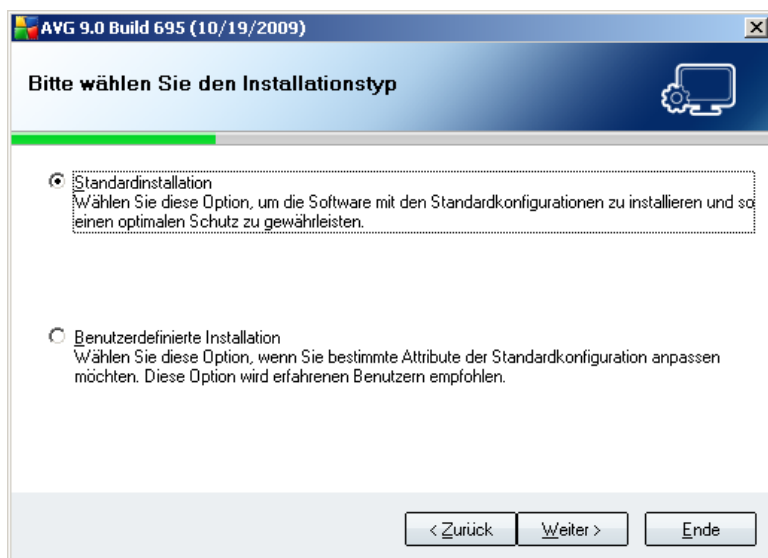 AVG 9.0 Build 695 (10/19/2009)
Bitte wählen Sie den Installationstyp
Standardinstallation
Wählen Sie diese Option, um die Software mit den Standardkonfigurationen zu installieren und so
einen optimalen Schutz zu gewährleisten.
Benutzerdefinierte Installation
Wählen Sie diese Option, wenn Sie bestimmte Attribute der Standardkonfiguration anpassen
möchten. Diese Option wird erfahrenen Benutzern empfohlen.
< Zurück Weiter > Ende